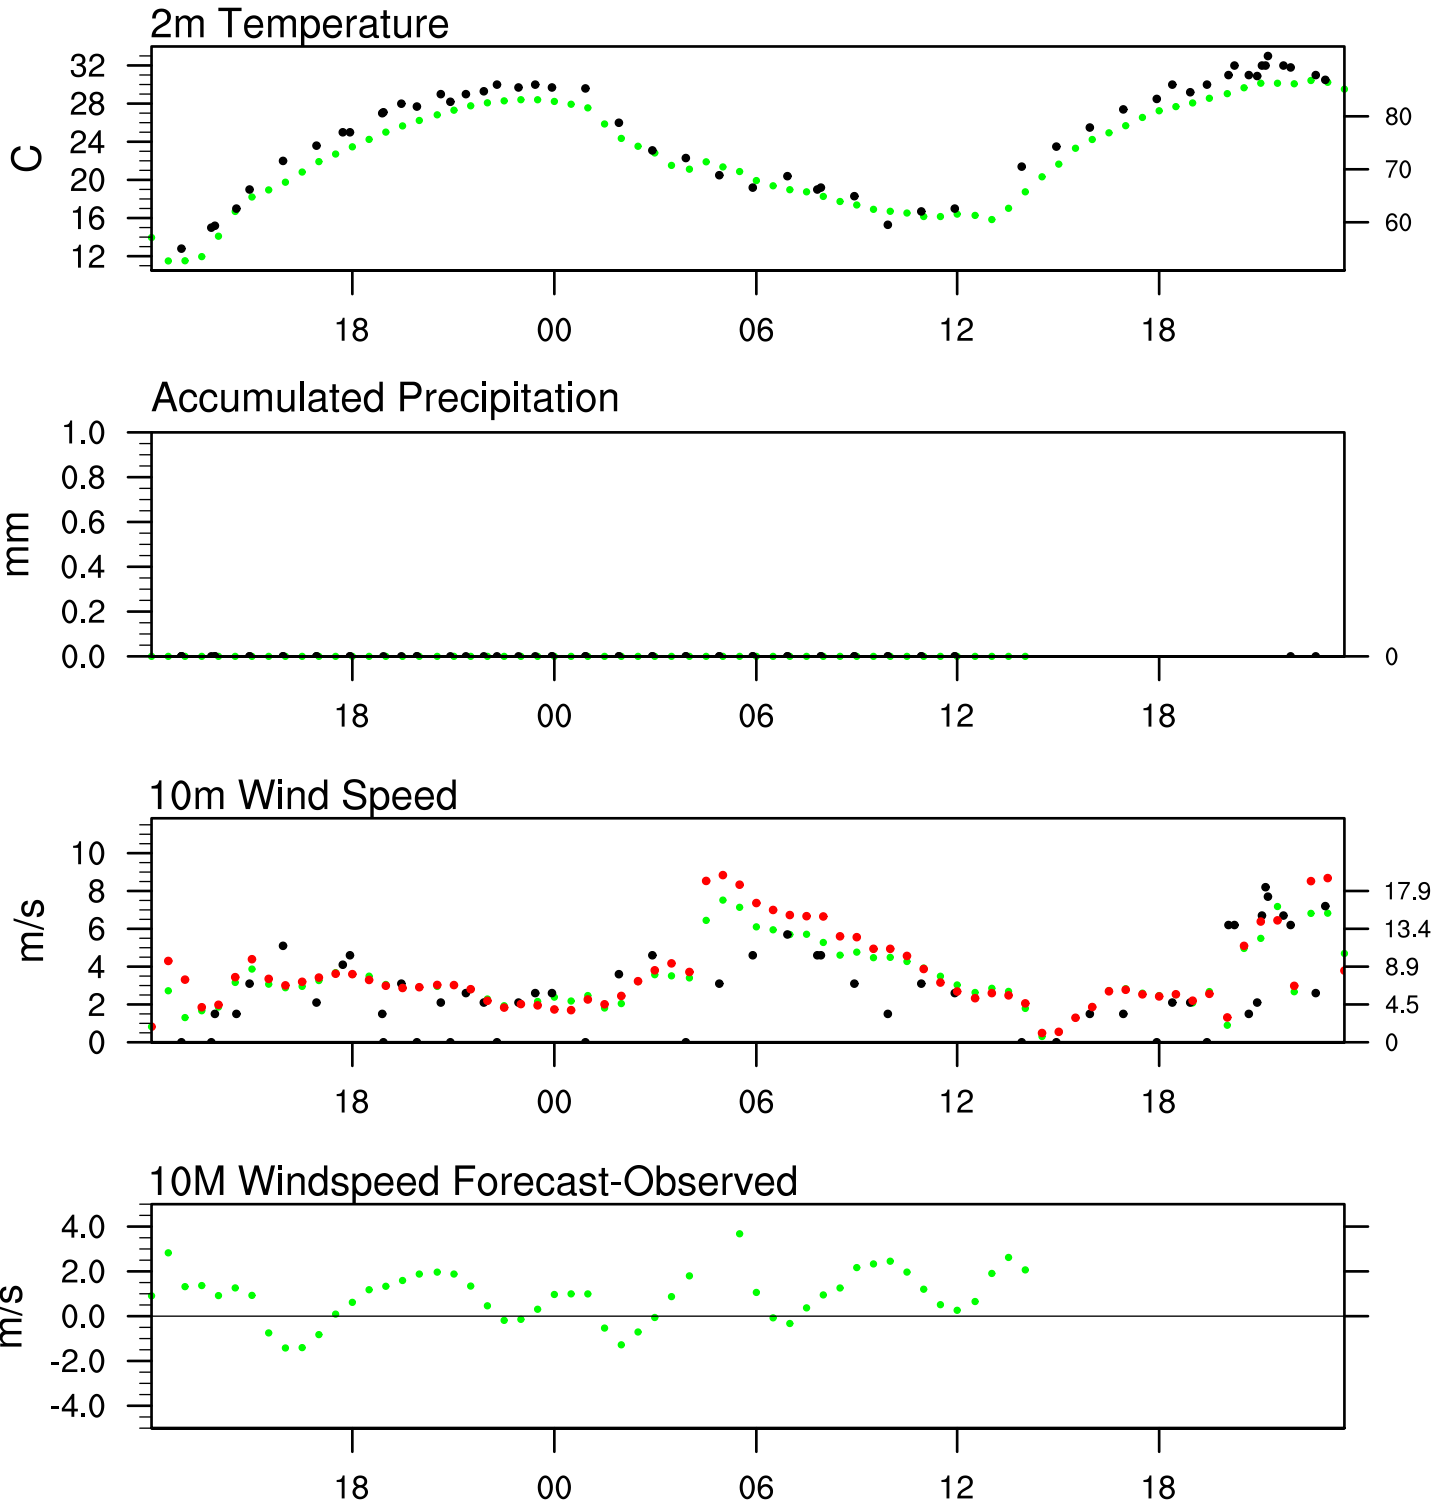 2m Temperature
32
28
24
20
16
12
C
80
70
60
18 00 06 12 18
Accumulated Precipitation
1.0
0.8
0.6
0.4
0.2
0.0
mm
0
18 00 06 12 18
10m Wind Speed
10
8
6
4
2
0
m/s
17.9
13.4
8.9
4.5
0
18 00 06 12 18
10M Windspeed Forecast-Observed
4.0
2.0
0.0
-2.0
-4.0
m/s
18 00 06 12 18